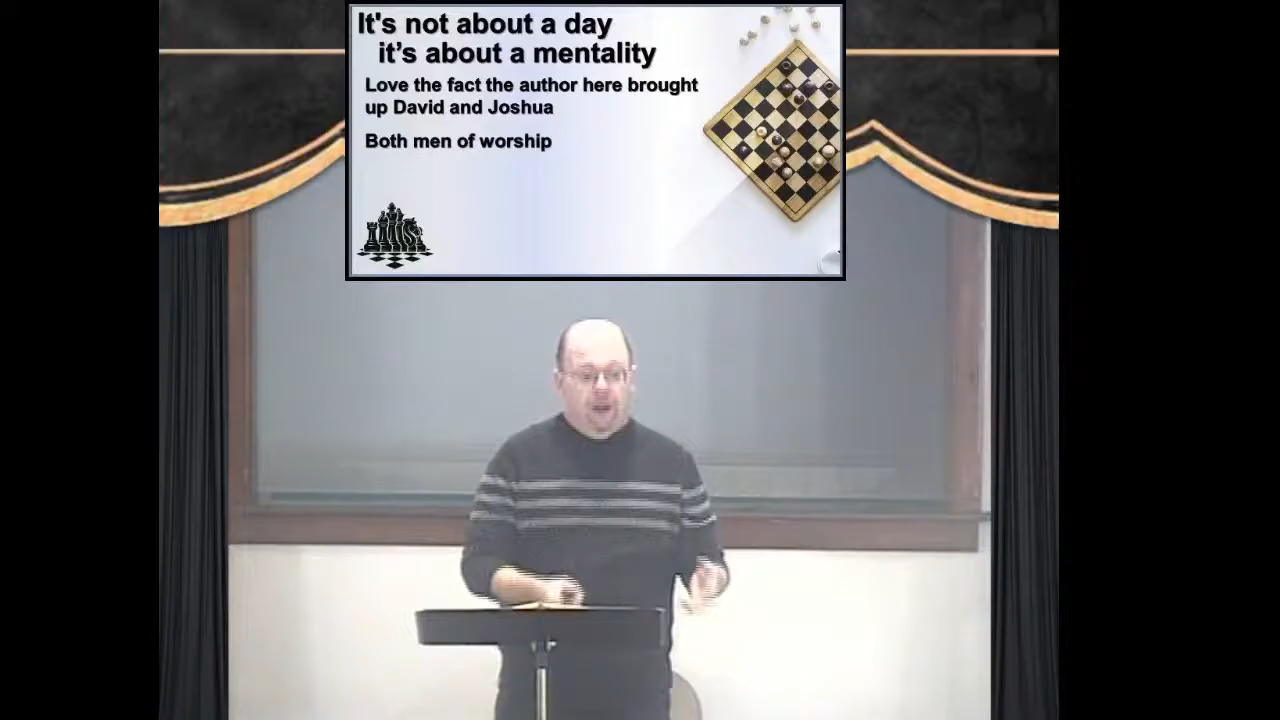 It's not about a day
it’s about a mentality
Love the fact the author here brought
up David and Joshua
Both men of worship